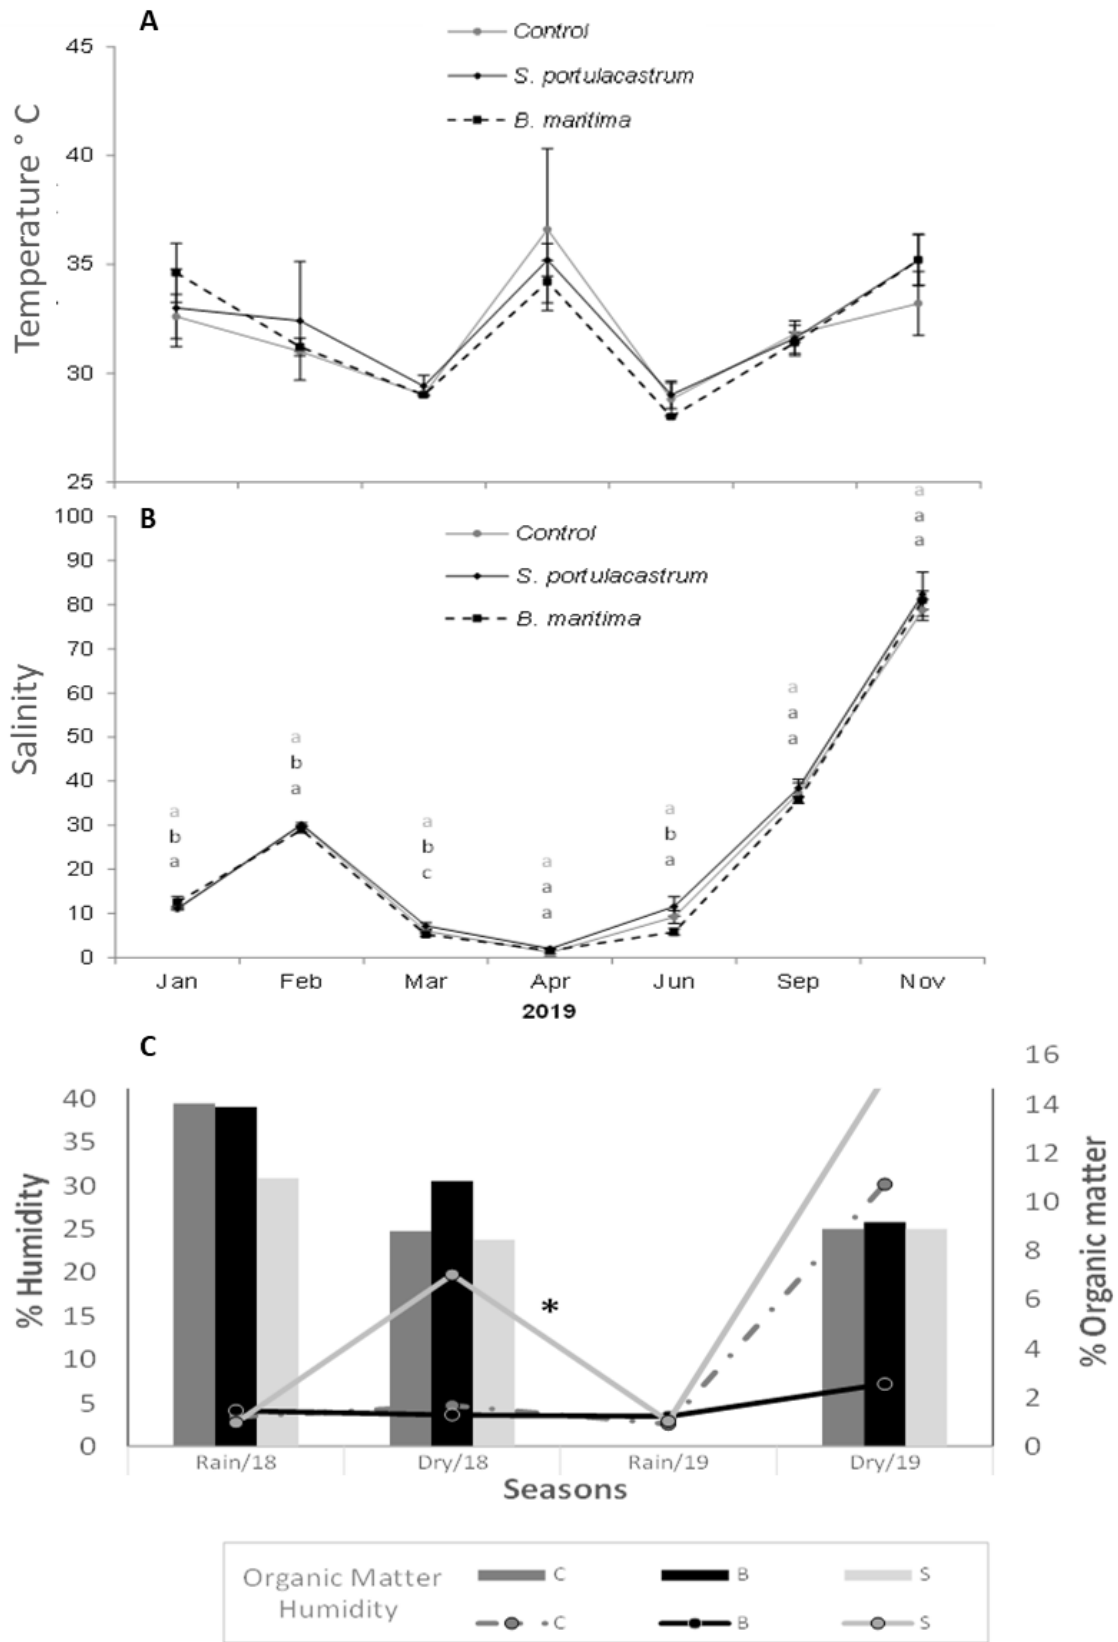 A
Control
S. portulacastrum
B. maritima
Temperature ° C
45
40
35
30
25
B
Control
S. portulacastrum
B. maritima
Salinity
100
90
80
70
60
50
40
30
20
10
0
a
b
a
a
b
a
a
b
c
a
a
a
a
b
a
a
a
a
a
a
a
Jan Feb Mar Apr Jun Sep Nov
2019
C
% Humidity
40
35
30
25
20
15
10
5
0
*
16
14
12
10
8
6
4
2
0
% Organic matter
Rain/18 Dry/18 Rain/19 Dry/19
Seasons
Organic Matter C B S
Humidity C B S